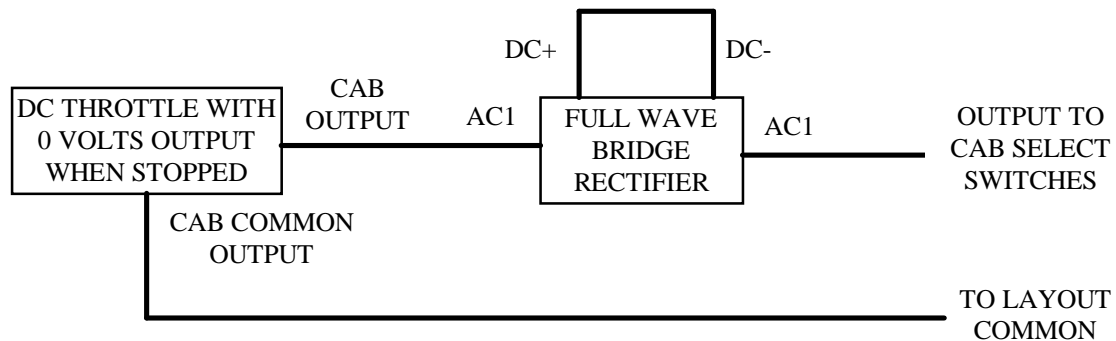 DC+
DC-
DC THROTTLE WITH
0 VOLTS OUTPUT
WHEN STOPPED
CAB
OUTPUT
AC1
FULL WAVE
BRIDGE
RECTIFIER
AC1
OUTPUT TO
CAB SELECT
SWITCHES
CAB COMMON
OUTPUT
TO LAYOUT
COMMON